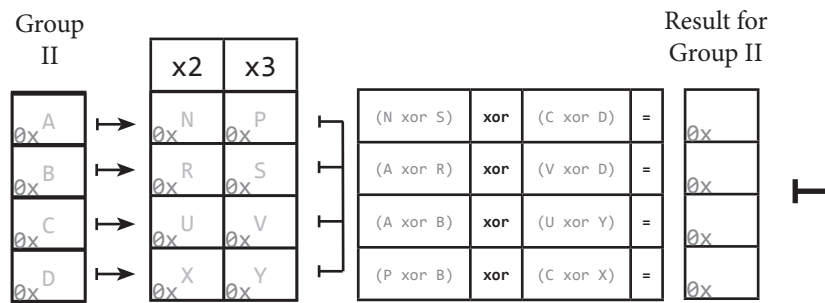 Group II
Result for Group II
x2 x3
0x A 0x N 0x P (N xor S) xor (C xor D) = 0x
0x B 0x R 0x S (A xor R) xor (V xor D) = 0x
0x C 0x U 0x V (A xor B) xor (U xor Y) = 0x
0x D 0x X 0x Y (P xor B) xor (C xor X) = 0x